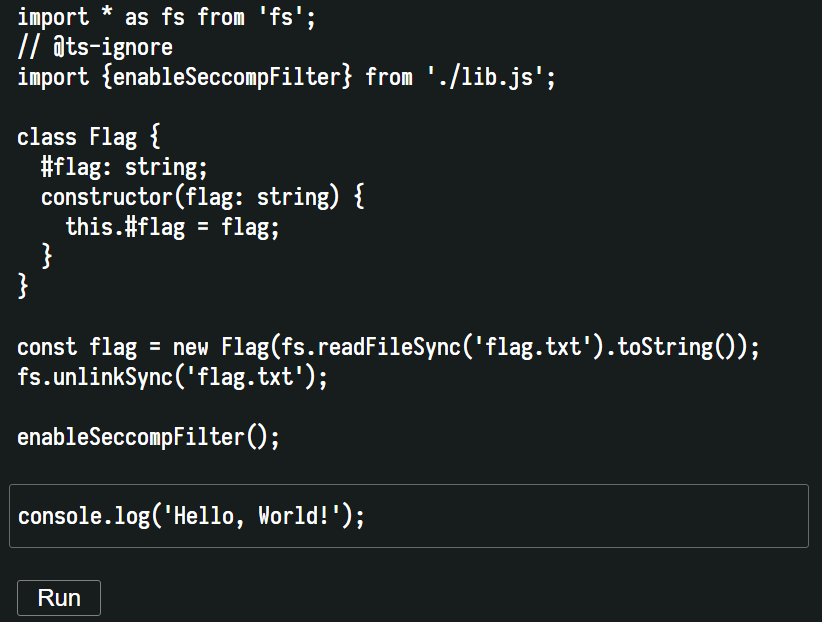 import * as fs from 'fs';
// @ts-ignore
import {enableSeccompFilter} from './lib.js';
class Flag {
#flag: string;
constructor(flag: string) {
this.#flag = flag;
}
}
const flag = new Flag(fs.readFileSync('flag.txt').toString());
fs.unlinkSync('flag.txt');
enableSeccompFilter();
console.log('Hello, World!');
Run